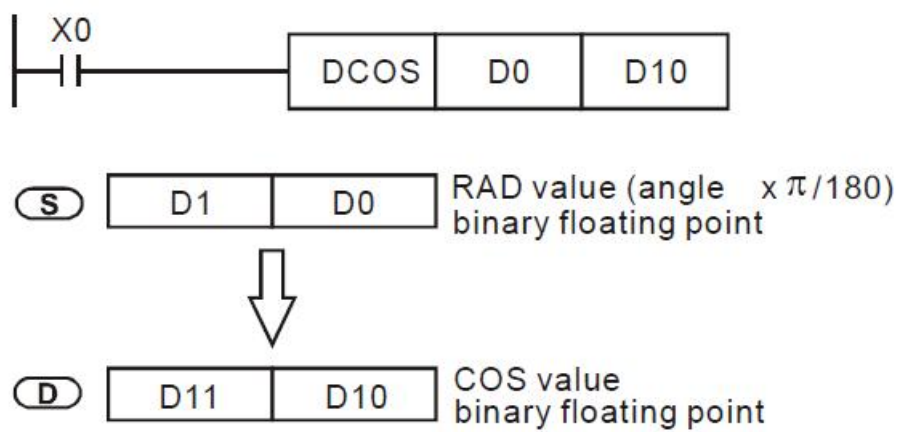 X0
DCOS D0 D10
S D1 D0 RAD value (angle x π/180)
binary floating point
D D11 D10 COS value
binary floating point